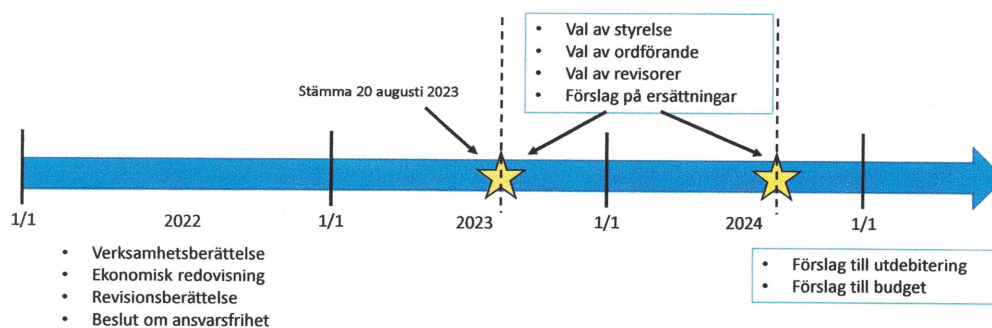 • Val av styrelse
• Val av ordförande
• Val av revisorer
• Förslag på ersättningar
Stämma 20 augusti 2023
1/1 2022 1/1 2023 1/1 2024 1/1
• Verksamhetsberättelse
• Ekonomisk redovisning
• Revisionsberättelse
• Beslut om ansvarsfrihet
• Förslag till utdebitering
• Förslag till budget